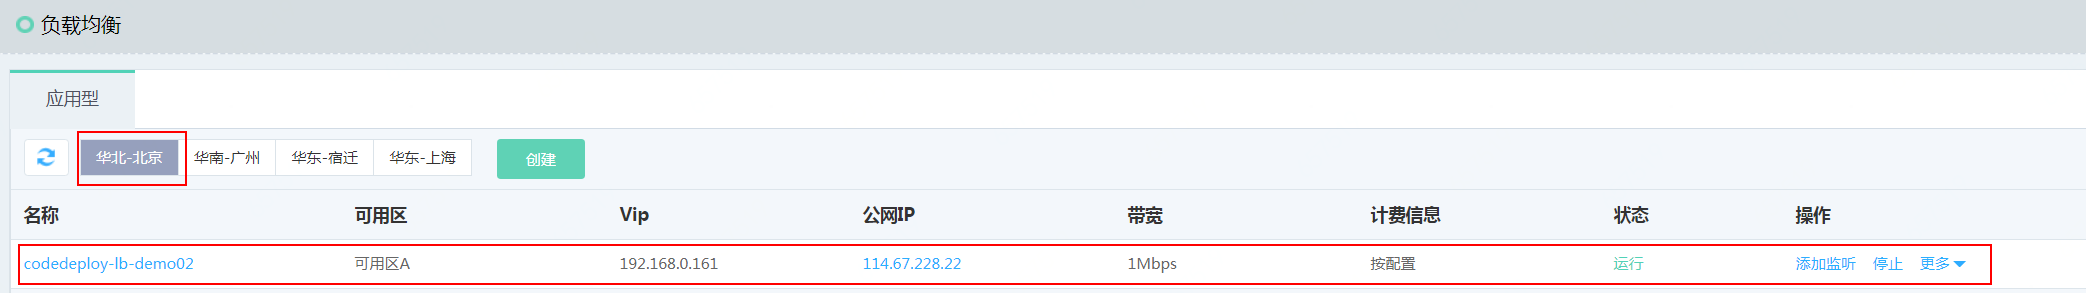 负载均衡
应用型
华北-北京 华南-广州 华东-宿迁 华东-上海 创建
名称 可用区 Vip 公网IP 带宽 计费信息 状态 操作
codedeploy-lb-demo02 可用区A 192.168.0.161 114.67.228.22 1Mbps 按配置 运行 添加监听 停止 更多